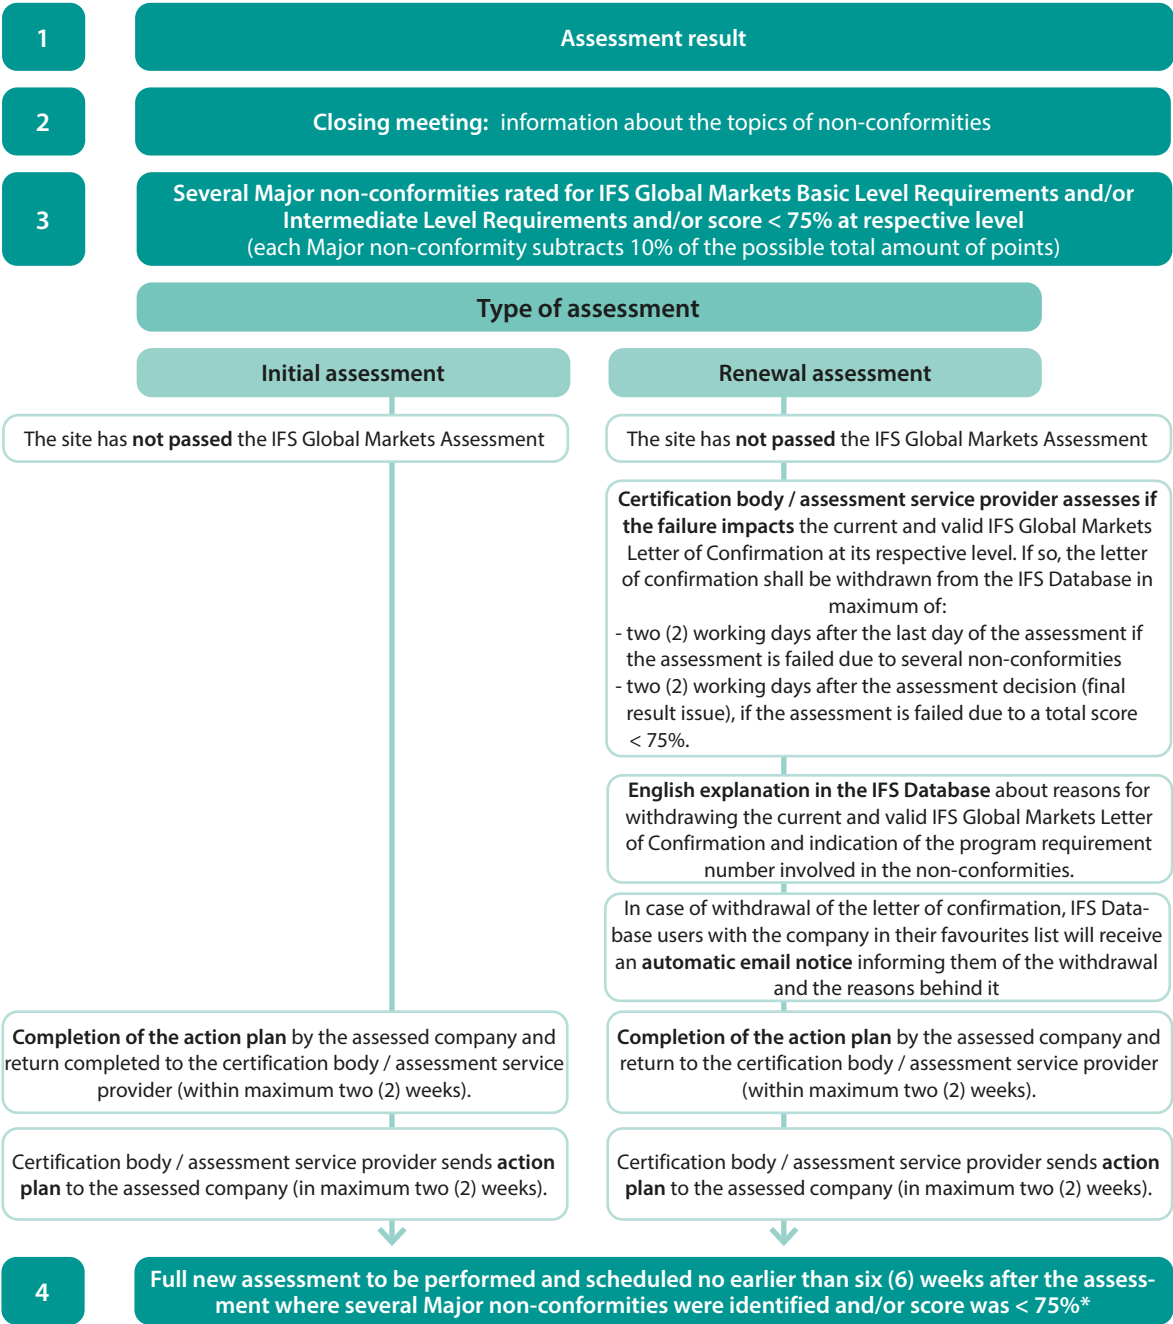 1
Assessment result
2
Closing meeting: information about the topics of non-conformities
3
Several Major non-conformities rated for IFS Global Markets Basic Level Requirements and/or
Intermediate Level Requirements and/or score < 75% at respective level
(each Major non-conformity subtracts 10% of the possible total amount of points)
Type of assessment
Initial assessment
The site has not passed the IFS Global Markets Assessment
Completion of the action plan by the assessed company and
return completed to the certification body / assessment service
provider (within maximum two (2) weeks).
Certification body / assessment service provider sends action
plan to the assessed company (in maximum two (2) weeks).
Renewal assessment
The site has not passed the IFS Global Markets Assessment
Certification body / assessment service provider assesses if
the failure impacts the current and valid IFS Global Markets
Letter of Confirmation at its respective level. If so, the letter
of confirmation shall be withdrawn from the IFS Database in
maximum of:
- two (2) working days after the last day of the assessment if
the assessment is failed due to several non-conformities
- two (2) working days after the assessment decision (final
result issue), if the assessment is failed due to a total score
< 75%.
English explanation in the IFS Database about reasons for
withdrawing the current and valid IFS Global Markets Letter
of Confirmation and indication of the program requirement
number involved in the non-conformities.
In case of withdrawal of the letter of confirmation, IFS Data-
base users with the company in their favourites list will receive
an automatic email notice informing them of the withdrawal
and the reasons behind it
Completion of the action plan by the assessed company and
return to the certification body / assessment service provider
(within maximum two (2) weeks).
Certification body / assessment service provider sends action
plan to the assessed company (in maximum two (2) weeks).
4
Full new assessment to be performed and scheduled no earlier than six (6) weeks after the assess-
ment where several Major non-conformities were identified and/or score was < 75%*